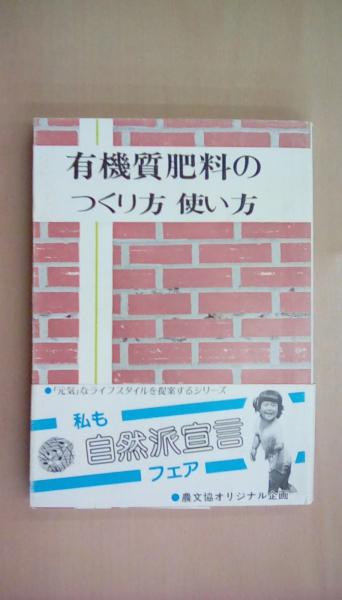 有機質肥料の
つくり方 使い方
●「元気」なライフスタイルを提案するシリーズ
私も
自然派宣言
フェア
●農文協オリジナル企画